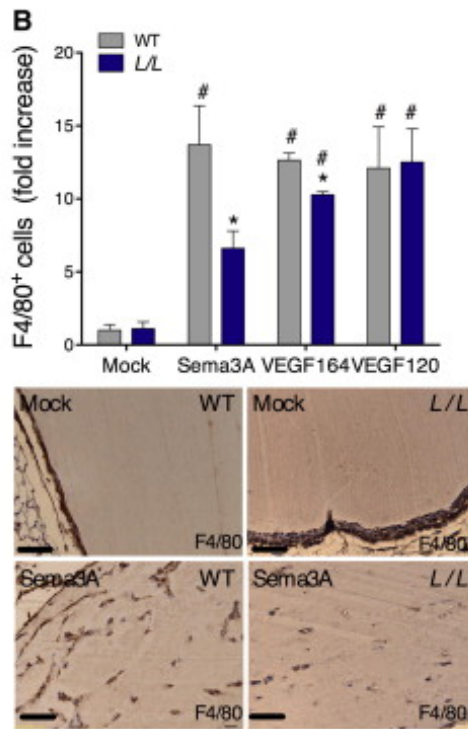 B
WT
L/L
F4/80+ cells (fold increase)
20
15
10
5
0
#
*
#
#
*
#
#
Mock Sema3A VEGF164 VEGF120
Mock WT
F4/80
Mock L/L
F4/80
Sema3A WT
F4/80
Sema3A L/L
F4/80